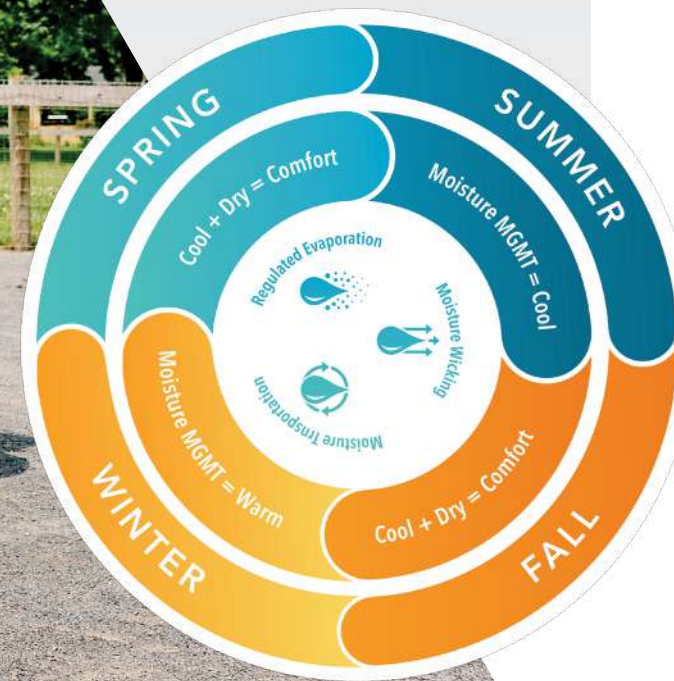 SPRING
SUMMER
FALL
WINTER
Cool + Dry = Comfort
Moisture MGMT = Cool
Cool + Dry = Comfort
Moisture MGMT = Warm
Regulated Evaporation
Moisture Wicking
Moisture Trnsportation